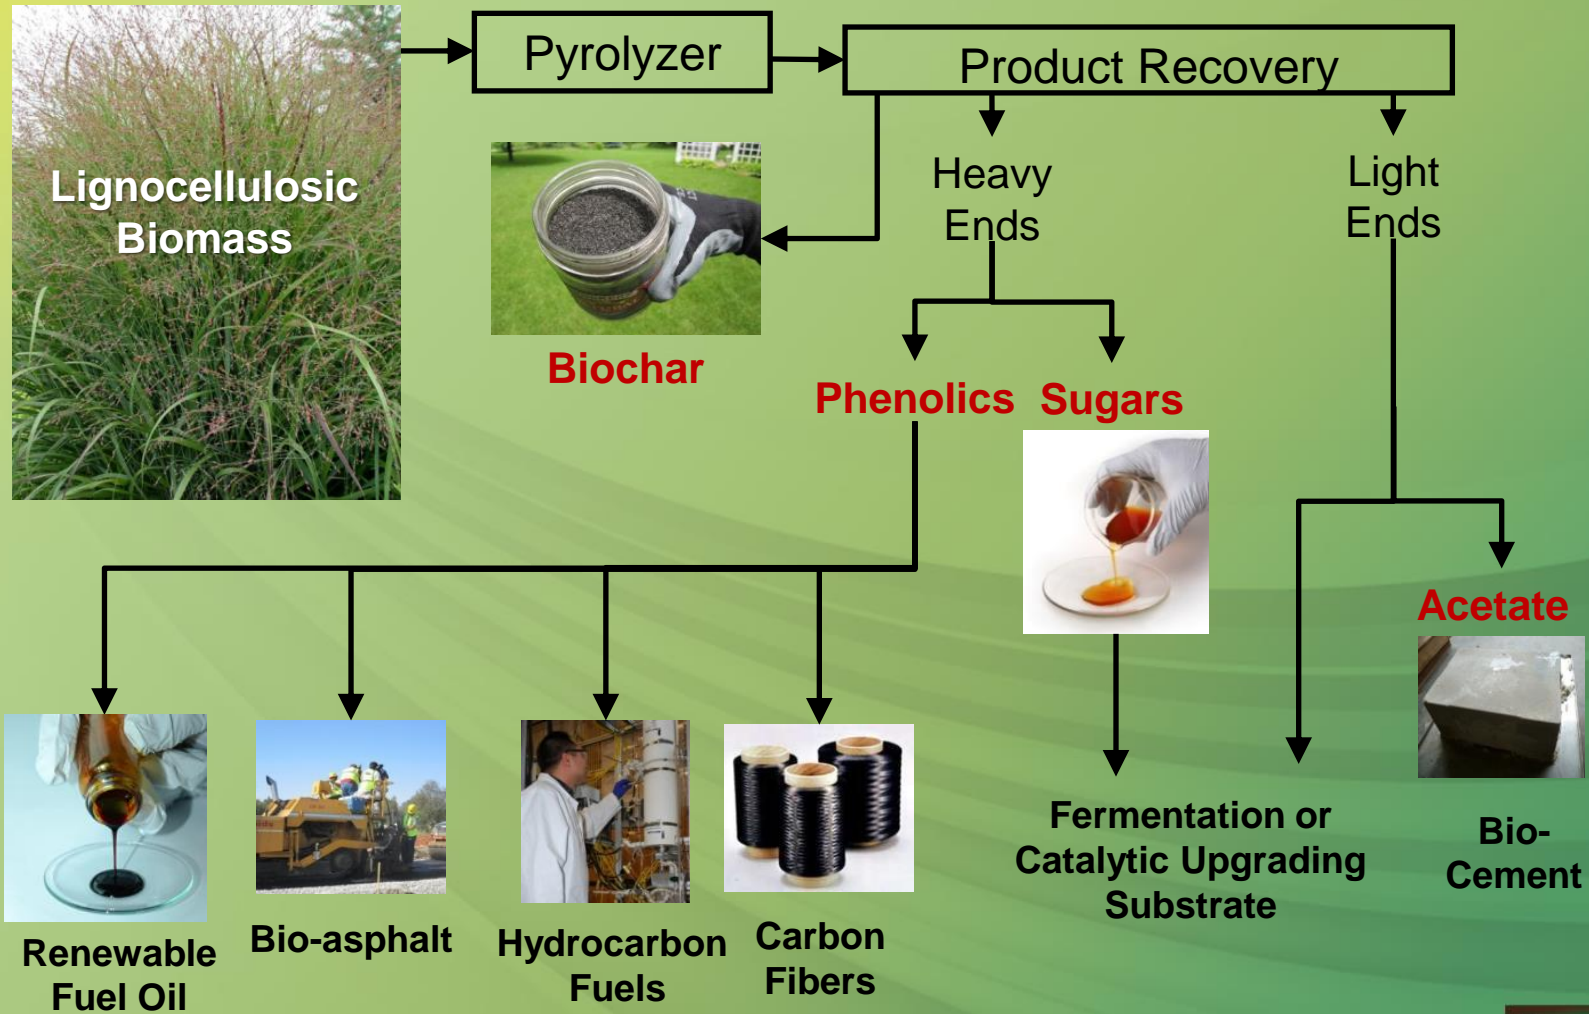 Pyrolyzer
Product Recovery
Lignocellulosic
Biomass
Heavy
Ends
Light
Ends
Biochar
Phenolics
Sugars
Acetate
Renewable
Fuel Oil
Bio-asphalt
Hydrocarbon
Fuels
Carbon
Fibers
Fermentation or
Catalytic Upgrading
Substrate
Bio-
Cement